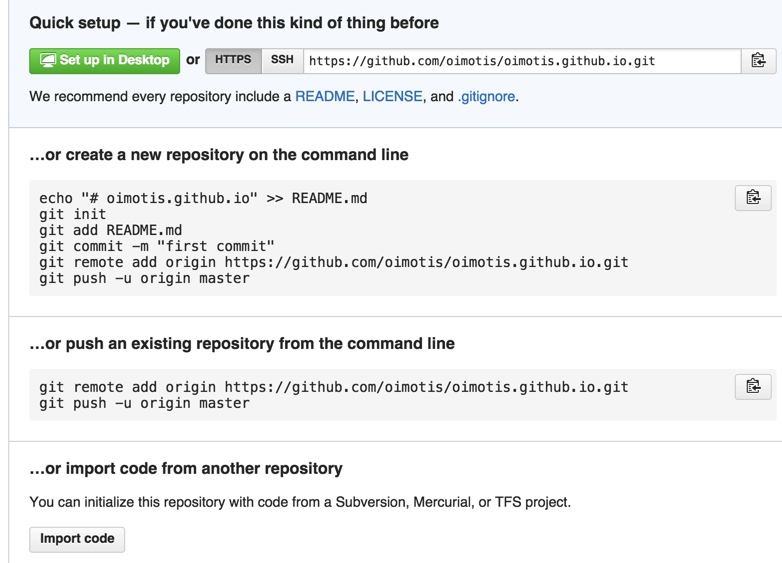 Quick setup — if you've done this kind of thing before
Set up in Desktop or HTTPS SSH https://github.com/oimotis/oimotis.github.io.git
We recommend every repository include a README, LICENSE, and .gitignore.
…or create a new repository on the command line
echo "# oimotis.github.io" >> README.md
git init
git add README.md
git commit -m "first commit"
git remote add origin https://github.com/oimotis/oimotis.github.io.git
git push -u origin master
…or push an existing repository from the command line
git remote add origin https://github.com/oimotis/oimotis.github.io.git
git push -u origin master
…or import code from another repository
You can initialize this repository with code from a Subversion, Mercurial, or TFS project.
Import code